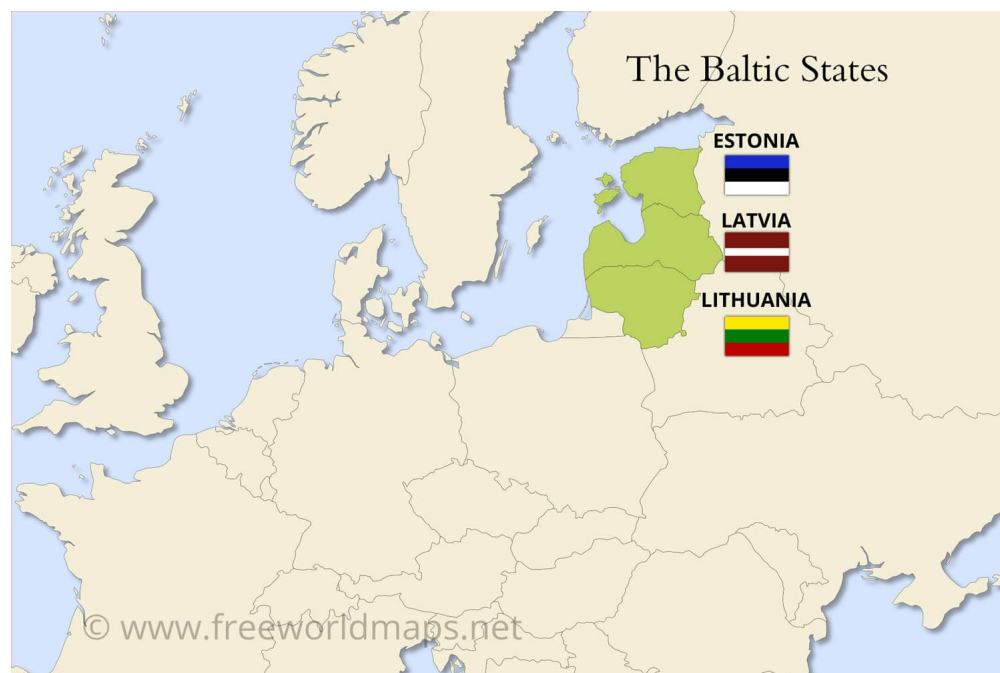 The Baltic States
ESTONIA
LATVIA
LITHUANIA
© www.freeworldmaps.net